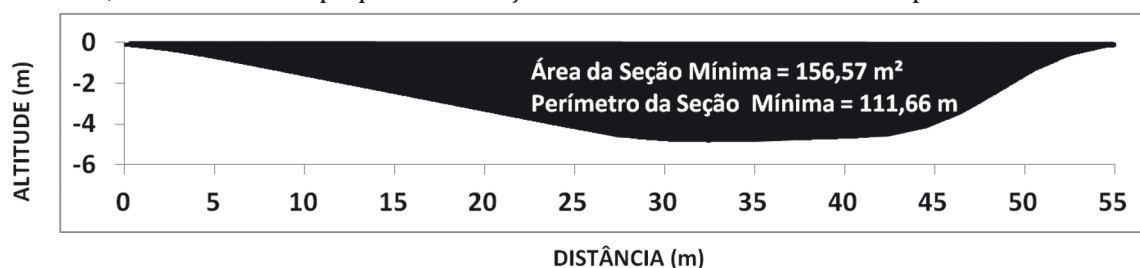 0
-2
-4
-6
ALTITUDE (m)
Área da Seção Mínima = 156,57 m²
Perímetro da Seção Mínima = 111,66 m
0 5 10 15 20 25 30 35 40 45 50 55
DISTÂNCIA (m)